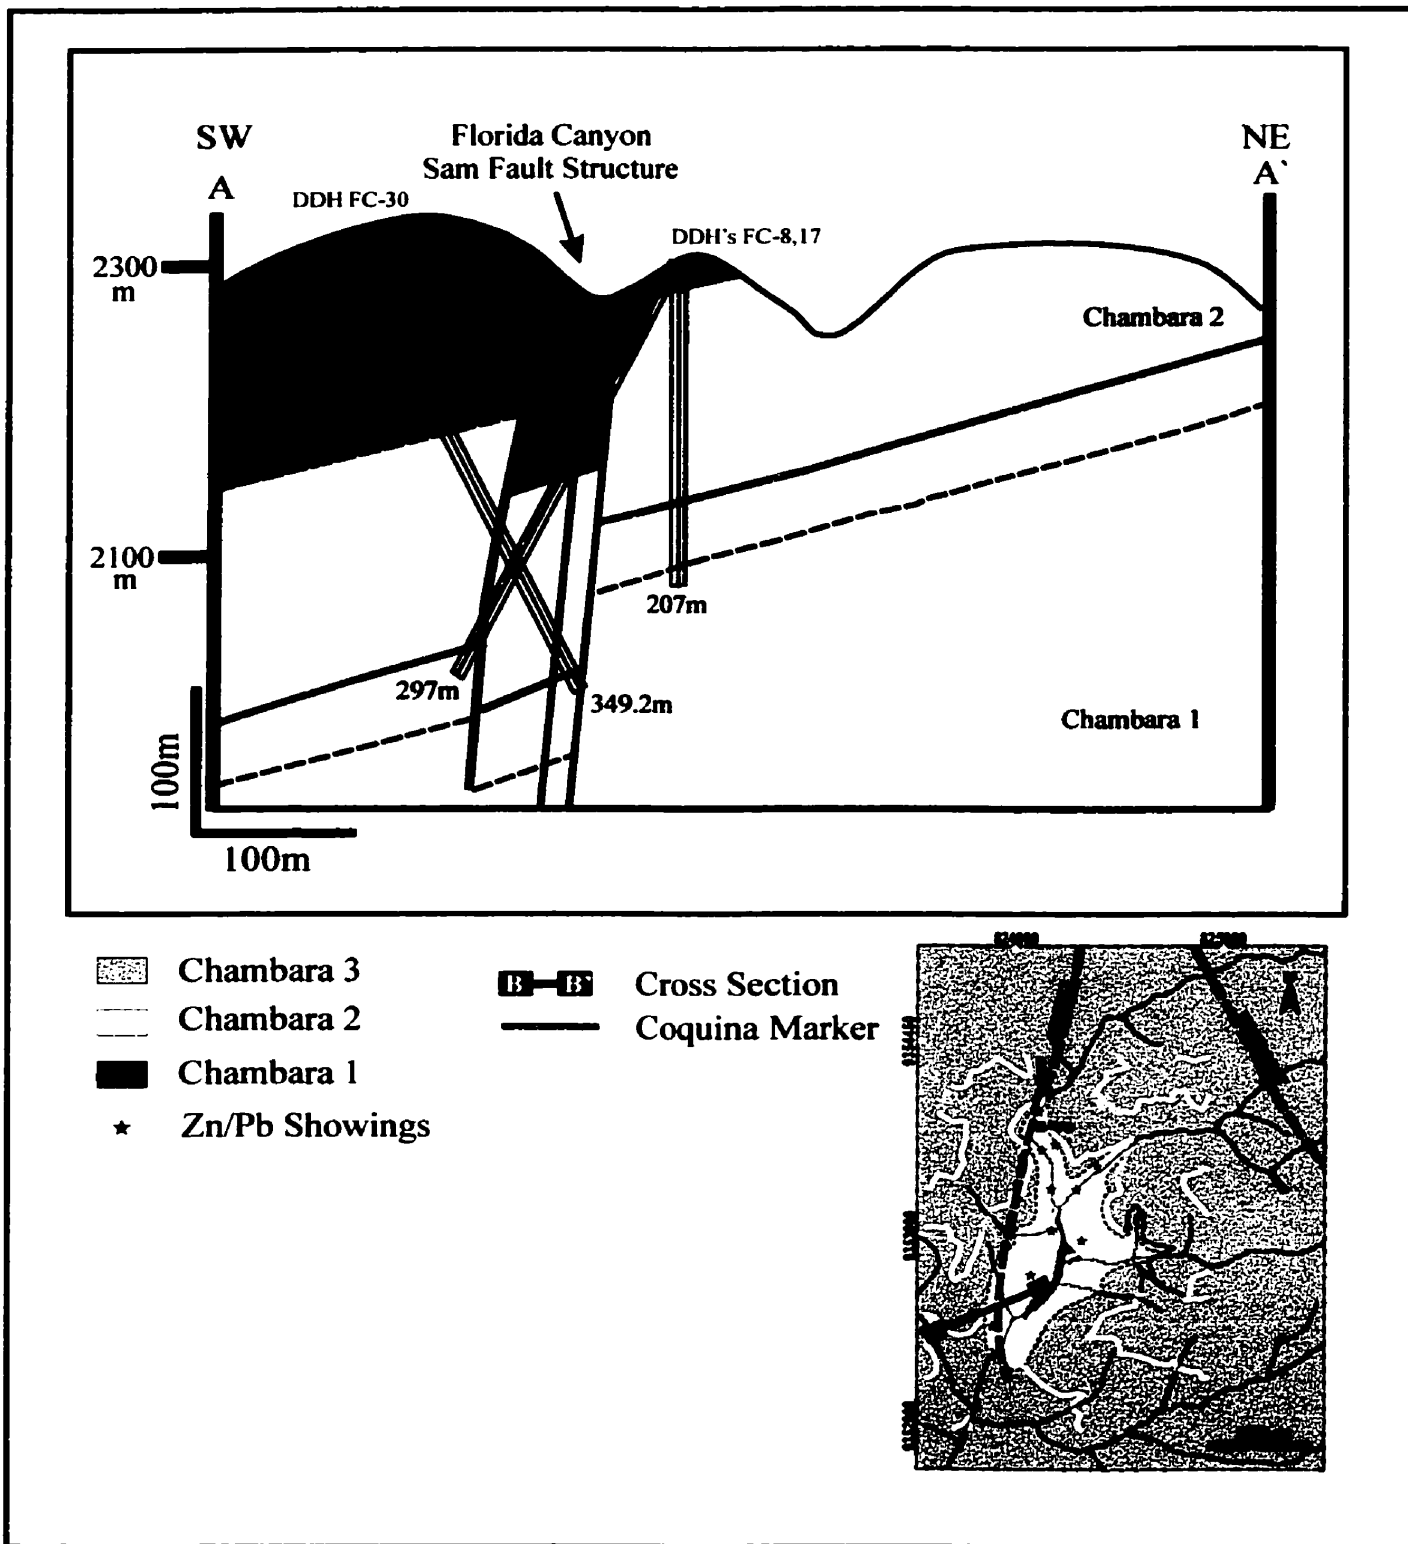 SW
A
Florida Canyon
Sam Fault Structure
NE
A`
DDH FC-30
DDH's FC-8,17
2300
m
Chambara 2
2100
m
207m
297m
349.2m
Chambara 1
100m
100m
Chambara 3
Chambara 2
Chambara 1
Zn/Pb Showings
B B'
Cross Section
Coquina Marker
824000
825000